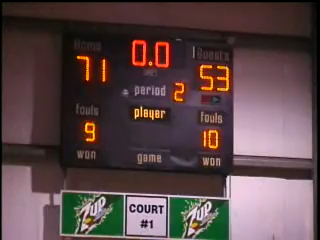 Home 0.0 Guests
71 53
period 2
player
fouls fouls
9 10
won game won
7UP COURT 7UP
#1